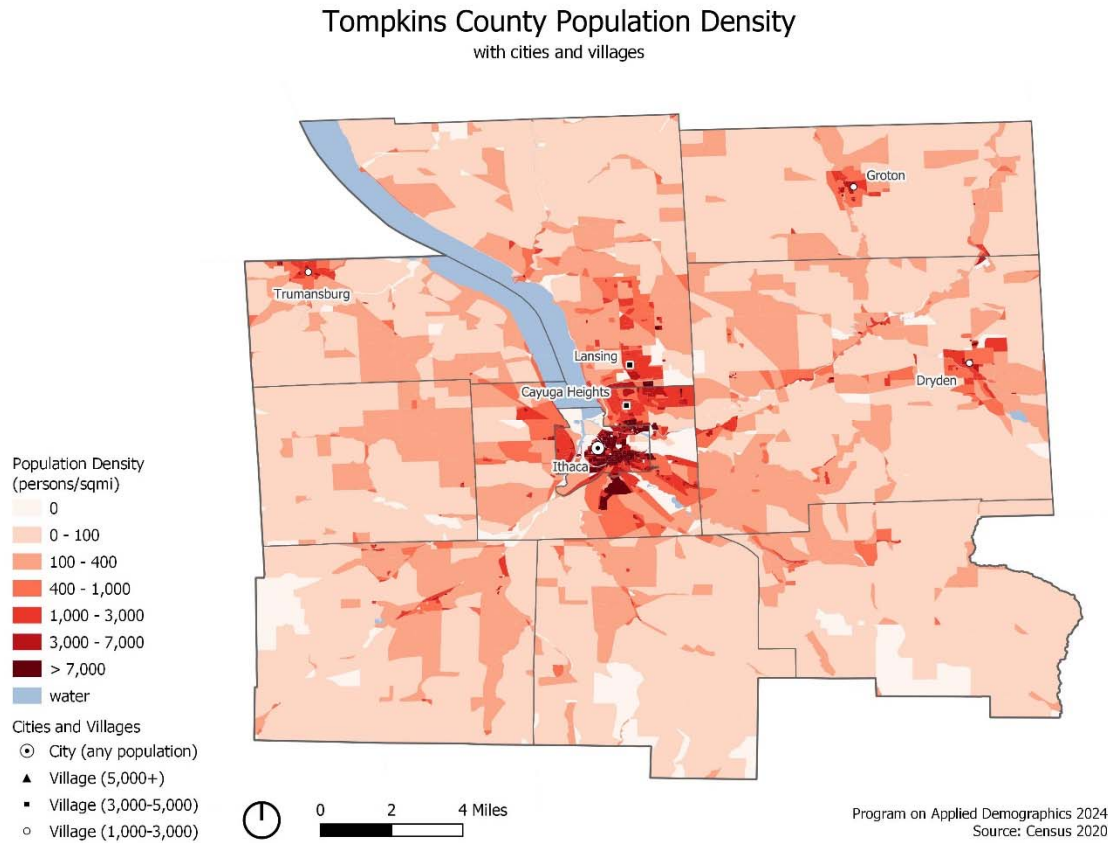 Tompkins County Population Density
with cities and villages
Groton
Trumansburg
Lansing
Dryden
Cayuga Heights
Ithaca
Population Density
(persons/sqmi)
0
0 - 100
100 - 400
400 - 1,000
1,000 - 3,000
3,000 - 7,000
> 7,000
water
Cities and Villages
City (any population)
Village (5,000+)
Village (3,000-5,000)
Village (1,000-3,000)
0 2 4 Miles
Program on Applied Demographics 2024
Source: Census 2020